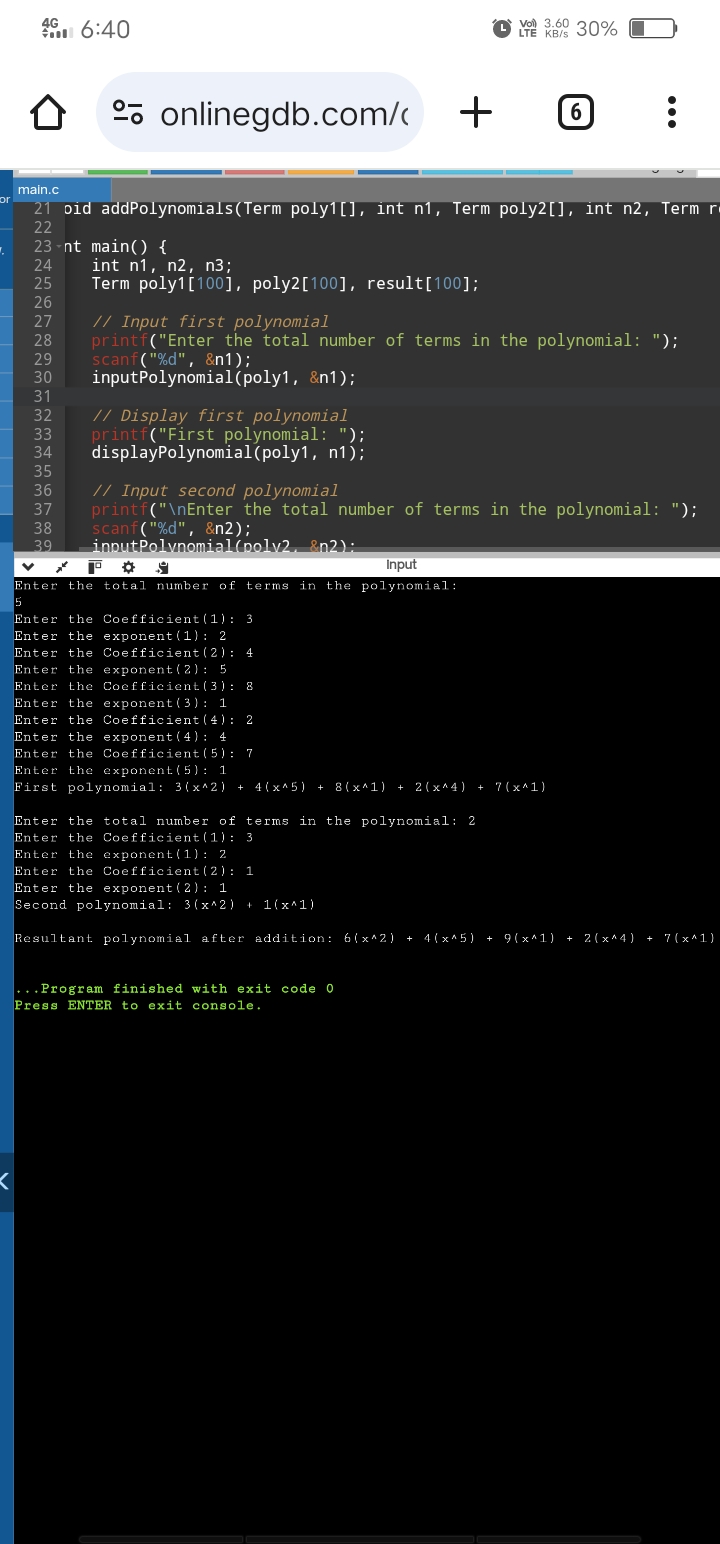 4G 6:40 Vo) LTE 3.60 KB/s 30%
onlinegdb.com/c 6
main.c
21 oid addPolynomials(Term poly1[], int n1, Term poly2[], int n2, Term r
22
23 nt main() {
24 int n1, n2, n3;
25 Term poly1[100], poly2[100], result[100];
26
27 // Input first polynomial
28 printf("Enter the total number of terms in the polynomial: ");
29 scanf("%d", &n1);
30 inputPolynomial(poly1, &n1);
31
32 // Display first polynomial
33 printf("First polynomial: ");
34 displayPolynomial(poly1, n1);
35
36 // Input second polynomial
37 printf("\nEnter the total number of terms in the polynomial: ");
38 scanf("%d", &n2);
39 inputPolynomial(poly2, &n2);
Input
Enter the total number of terms in the polynomial:
5
Enter the Coefficient(1): 3
Enter the exponent(1): 2
Enter the Coefficient(2): 4
Enter the exponent(2): 5
Enter the Coefficient(3): 8
Enter the exponent(3): 1
Enter the Coefficient(4): 2
Enter the exponent(4): 4
Enter the Coefficient(5): 7
Enter the exponent(5): 1
First polynomial: 3(x^2) + 4(x^5) + 8(x^1) + 2(x^4) + 7(x^1)
Enter the total number of terms in the polynomial: 2
Enter the Coefficient(1): 3
Enter the exponent(1): 2
Enter the Coefficient(2): 1
Enter the exponent(2): 1
Second polynomial: 3(x^2) + 1(x^1)
Resultant polynomial after addition: 6(x^2) + 4(x^5) + 9(x^1) + 2(x^4) + 7(x^1)
...Program finished with exit code 0
Press ENTER to exit console.